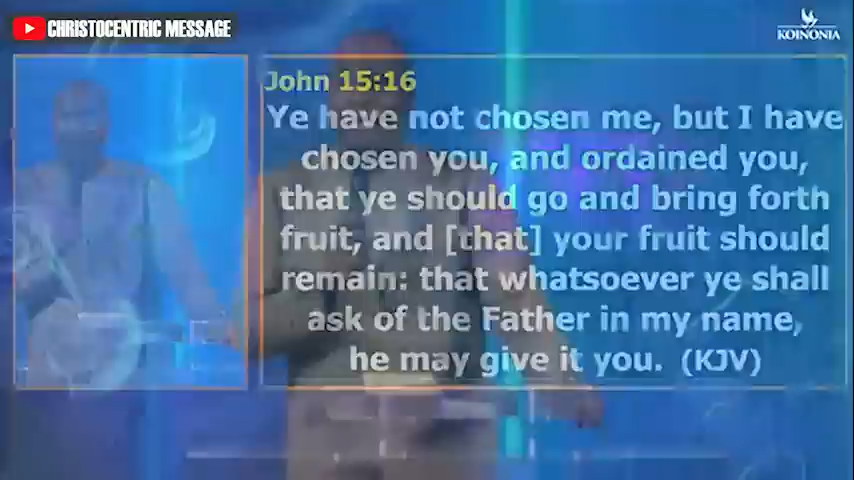 CHRISTOCENTRIC MESSAGE
KOINONIA
John 15:16
Ye have not chosen me, but I have
chosen you, and ordained you,
that ye should go and bring forth
fruit, and [that] your fruit should
remain: that whatsoever ye shall
ask of the Father in my name,
he may give it you. (KJV)